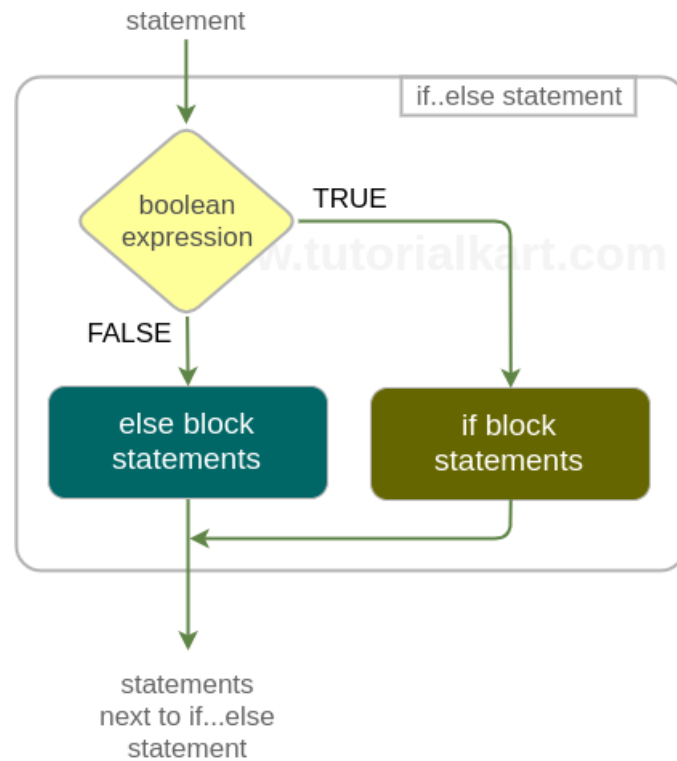 statement
if..else statement
boolean
expression
TRUE
w.tutorialkart.com
FALSE
else block
statements
if block
statements
statements
next to if...else
statement